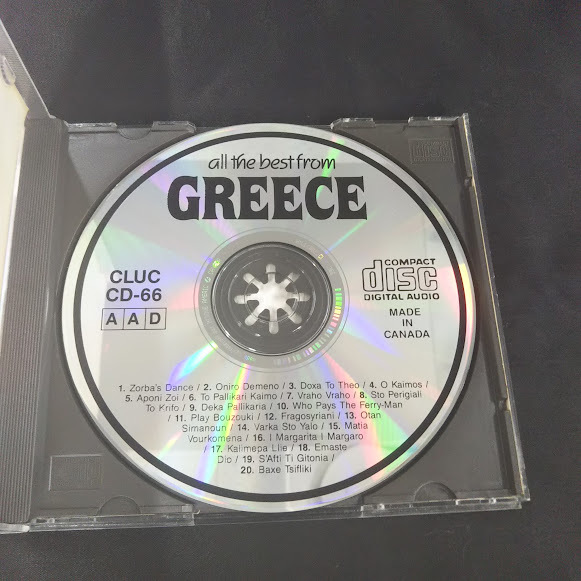 all the best from
GREECE
CLUC
CD-66
A A D
COMPACT
disc
DIGITAL AUDIO
MADE
IN
CANADA
1. Zorba's Dance / 2. Oniro Demeno / 3. Doxa To Theo / 4. O Kaimos /
5. Aponi Zoi / 6. To Pallikari Kaimo / 7. Vraho Vraho / 8. Sto Perigiali
To Krifo / 9. Deka Pallikaria / 10. Who Pays The Ferry-Man
/ 11. Play Bouzouki / 12. Fragosyriani / 13. Otan
Simanoun / 14. Varka Sto Yalo / 15. Matia
Vourkomena / 16. I Margarita I Margaro
/ 17. Kalimepa Llie / 18. Emaste
Dio / 19. S'Afti Ti Gitonia /
20. Baxe Tsifliki